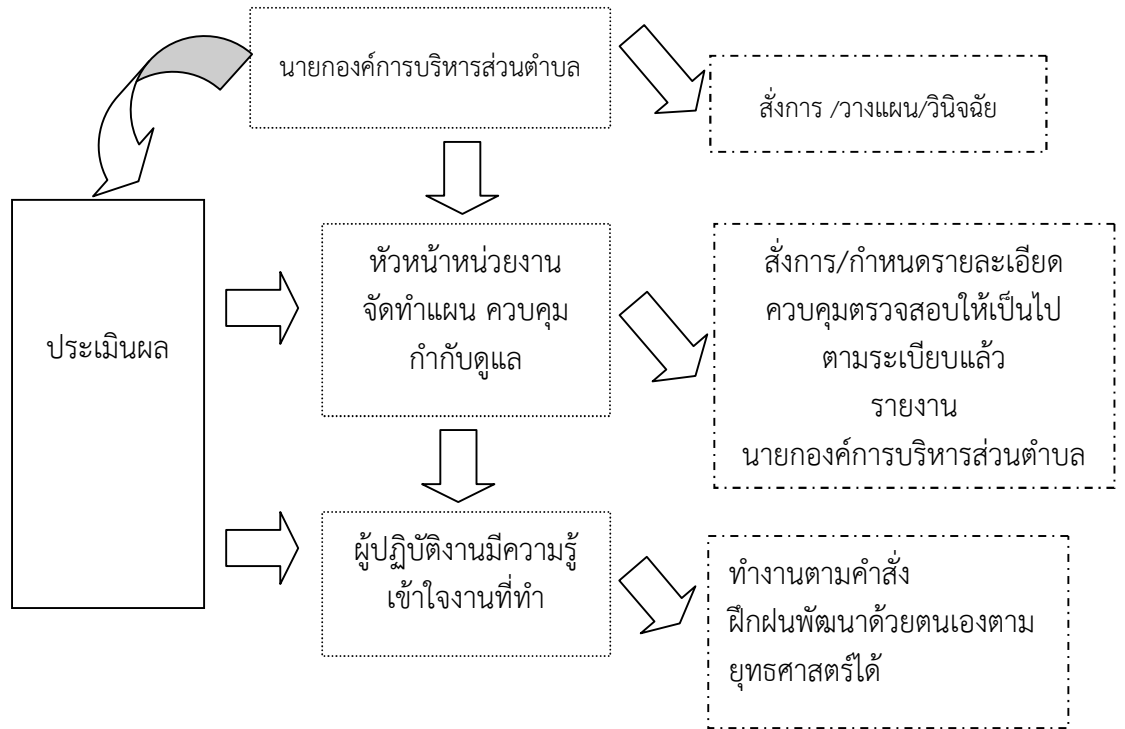 นายกองค์การบริหารส่วนตำบล
สั่งการ /วางแผน/วินิจฉัย
ประเมินผล
หัวหน้าหน่วยงาน
จัดทำแผน ควบคุม
กำกับดูแล
สั่งการ/กำหนดรายละเอียด
ควบคุมตรวจสอบให้เป็นไป
ตามระเบียบแล้ว
รายงาน
นายกองค์การบริหารส่วนตำบล
ผู้ปฏิบัติงานมีความรู้
เข้าใจงานที่ทำ
ทำงานตามคำสั่ง
ฝึกฝนพัฒนาด้วยตนเองตาม
ยุทธศาสตร์ได้